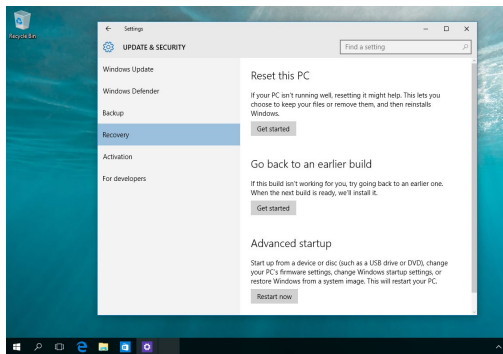 Recycle Bin
Settings
UPDATE & SECURITY
Find a setting
Windows Update
Windows Defender
Backup
Recovery
Activation
For developers
Reset this PC
If your PC isn't running well, resetting it might help. This lets you
choose to keep your files or remove them, and then reinstalls
Windows.
Get started
Go back to an earlier build
If this build isn't working for you, try going back to an earlier one.
When the next build is ready, we'll install it.
Get started
Advanced startup
Start up from a device or disc (such as a USB drive or DVD), change
your PC's firmware settings, change Windows startup settings, or
restore Windows from a system image. This will restart your PC.
Restart now